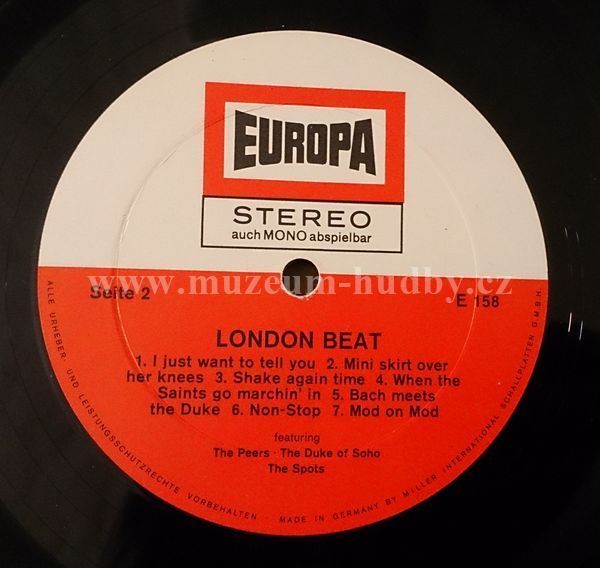 EUROPA
STEREO
auch MONO abspielbar
www.muzeum-hudby.cz
Seite 2
E 158
LONDON BEAT
1. I just want to tell you 2. Mini skirt over
her knees 3. Shake again time 4. When the
Saints go marchin' in 5. Bach meets
the Duke 6. Non-Stop 7. Mod on Mod
featuring
The Peers · The Duke of Soho
The Spots
ALLE URHEBER- UND LEISTUNGSSCHUTZRECHTE VORBEHALTEN · MADE IN GERMANY BY MILLER INTERNATIONAL SCHALLPLATTEN G.M.B.H.